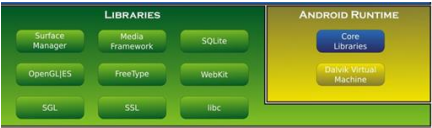 LIBRARIES
Surface
Manager
Media
Framework
SQLite
OpenGL|ES
FreeType
WebKit
SGL
SSL
libc
ANDROID RUNTIME
Core
Libraries
Dalvik Virtual
Machine